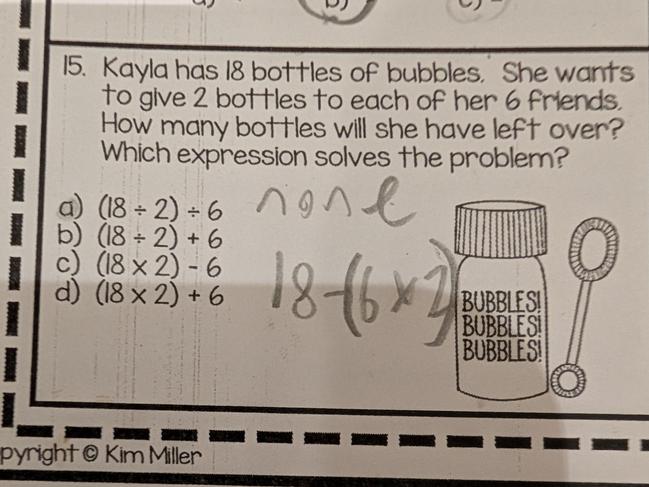 15. Kayla has 18 bottles of bubbles. She wants
to give 2 bottles to each of her 6 friends.
How many bottles will she have left over?
Which expression solves the problem?
a) (18 ÷ 2) ÷ 6
none
b) (18 ÷ 2) + 6
c) (18 x 2) - 6
18-(6x2)
d) (18 x 2) + 6
BUBBLES!
BUBBLES!
BUBBLES!
pyright © Kim Miller